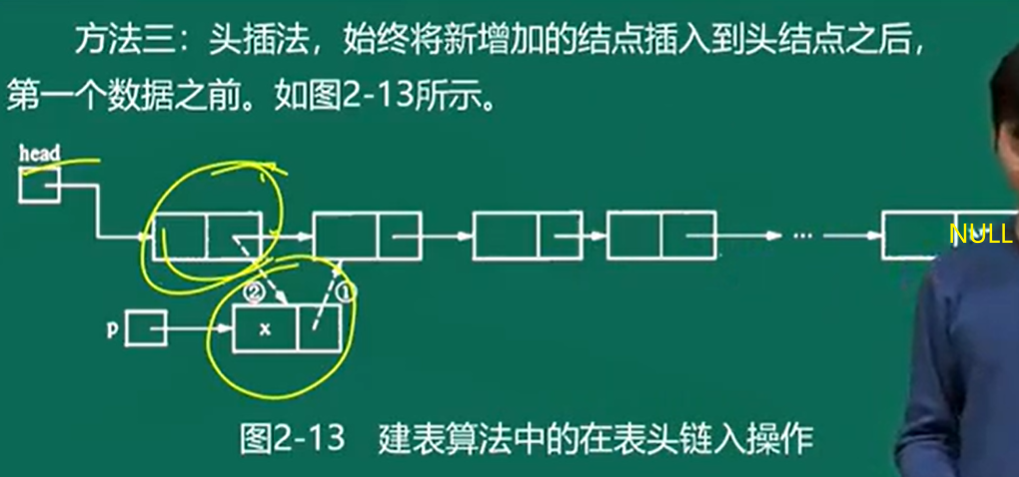 方法三：头插法，始终将新增加的结点插入到头结点之后，
第一个数据之前。如图2-13所示。
head
...
NULL
② ①
p
x
图2-13 建表算法中的在表头链入操作